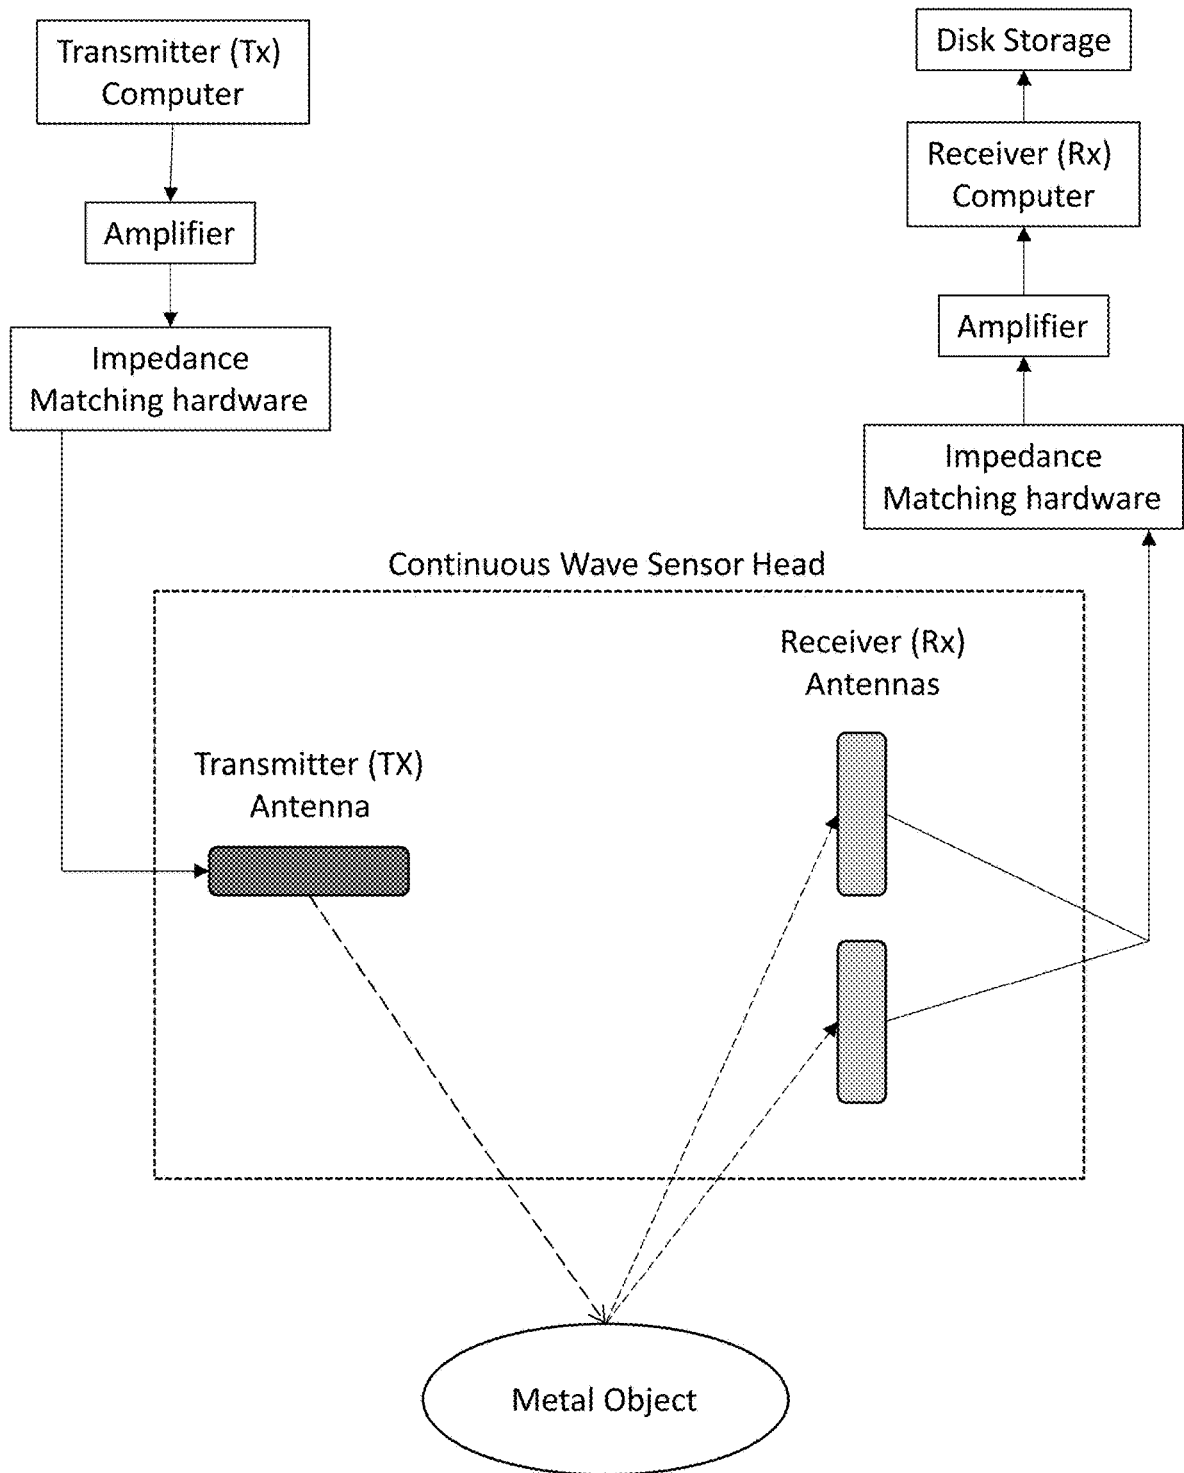 Transmitter (Tx)
Computer
Amplifier
Impedance
Matching hardware
Disk Storage
Receiver (Rx)
Computer
Amplifier
Impedance
Matching hardware
Continuous Wave Sensor Head
Receiver (Rx)
Antennas
Transmitter (TX)
Antenna
Metal Object